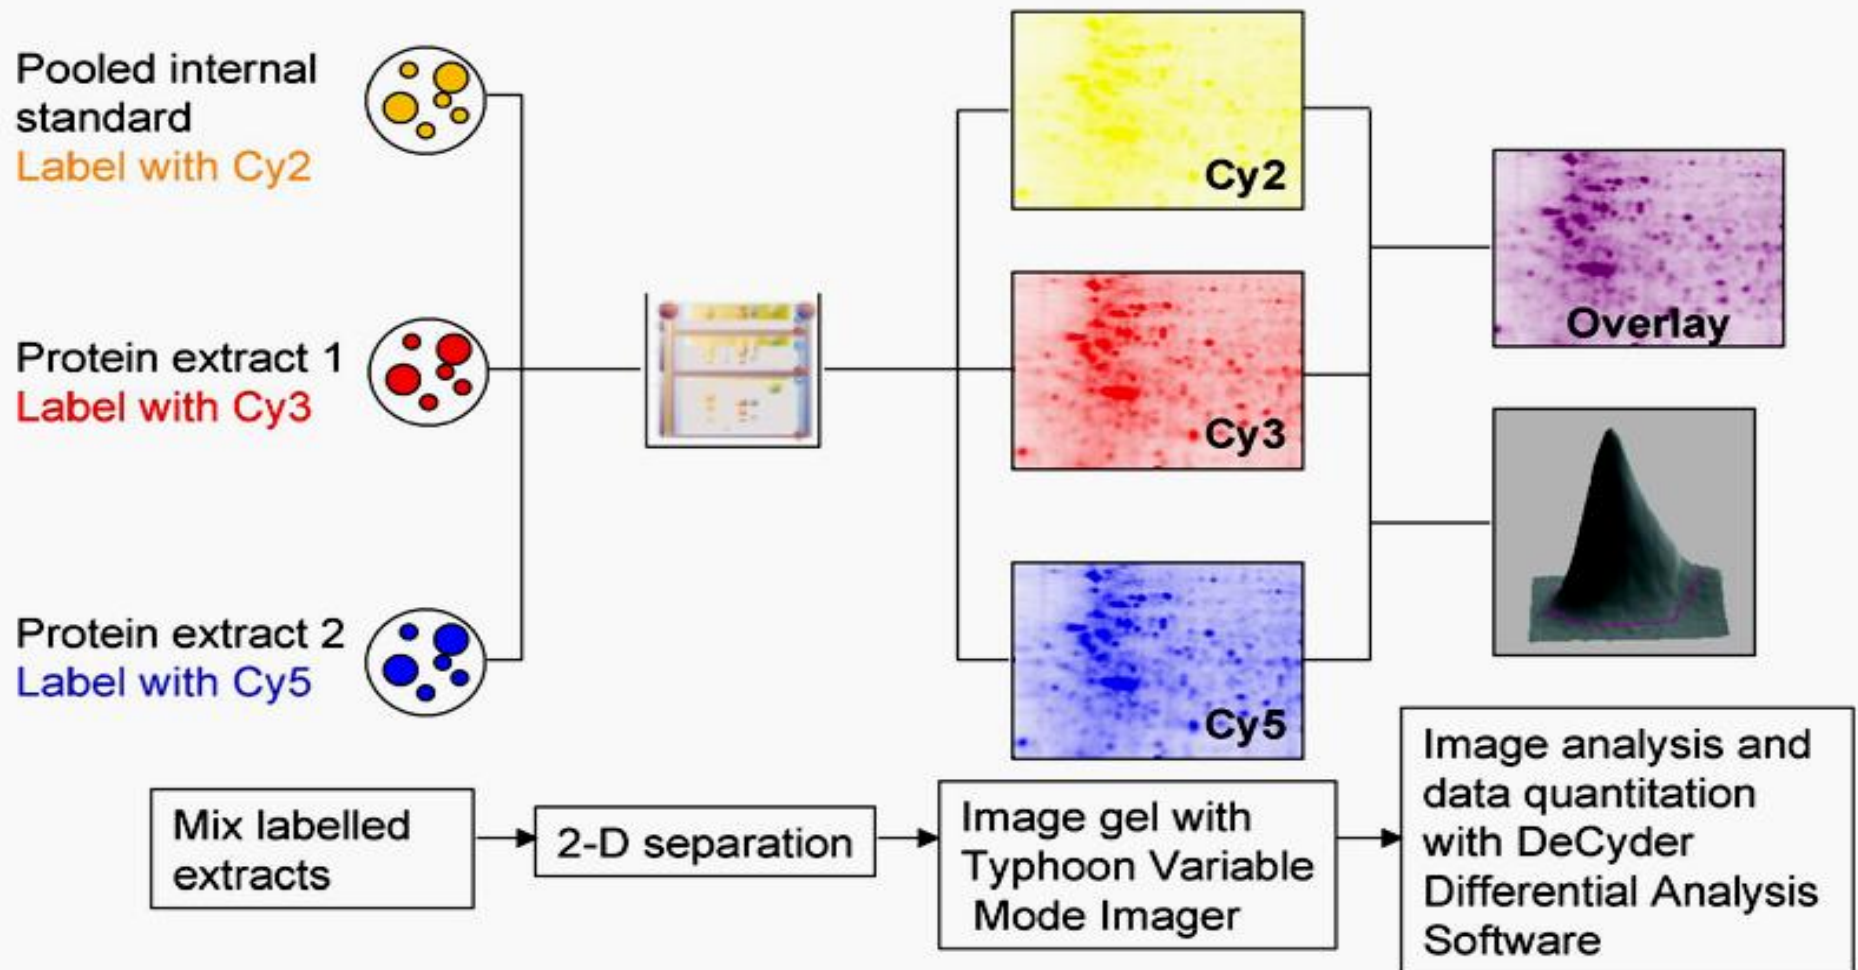 Pooled internal
standard
Label with Cy2
Protein extract 1
Label with Cy3
Protein extract 2
Label with Cy5
Cy2
Cy3
Cy5
Overlay
Mix labelled
extracts
2-D separation
Image gel with
Typhoon Variable
Mode Imager
Image analysis and
data quantitation
with DeCyder
Differential Analysis
Software